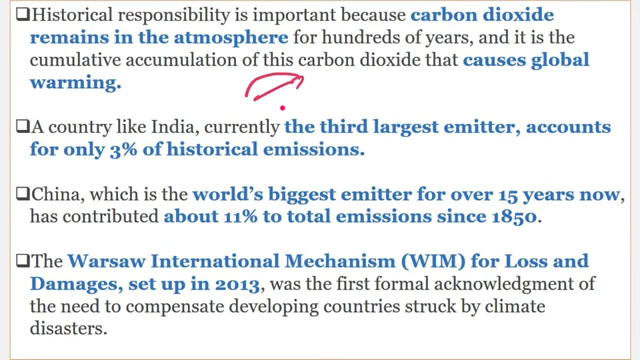 ❑Historical responsibility is important because carbon dioxide
remains in the atmosphere for hundreds of years, and it is the
cumulative accumulation of this carbon dioxide that causes global
warming.
❑A country like India, currently the third largest emitter, accounts
for only 3% of historical emissions.
❑China, which is the world's biggest emitter for over 15 years now,
has contributed about 11% to total emissions since 1850.
❑The Warsaw International Mechanism (WIM) for Loss and
Damages, set up in 2013, was the first formal acknowledgment of
the need to compensate developing countries struck by climate
disasters.